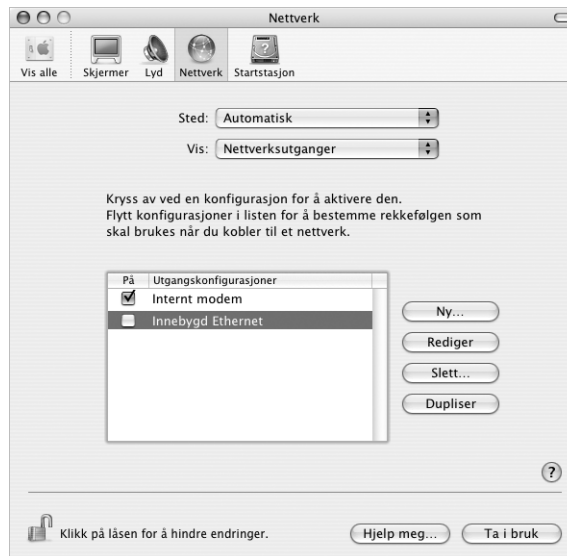 Nettverk
Vis alle Skjermer Lyd Nettverk Startstasjon
Sted: Automatisk
Vis: Nettverksutganger
Kryss av ved en konfigurasjon for å aktivere den.
Flytt konfigurasjoner i listen for å bestemme rekkefølgen som
skal brukes når du kobler til et nettverk.
På Utgangskonfigurasjoner
Internt modem
Innebygd Ethernet
Ny...
Rediger
Slett...
Dupliser
?
Klikk på låsen for å hindre endringer. Hjelp meg... Ta i bruk